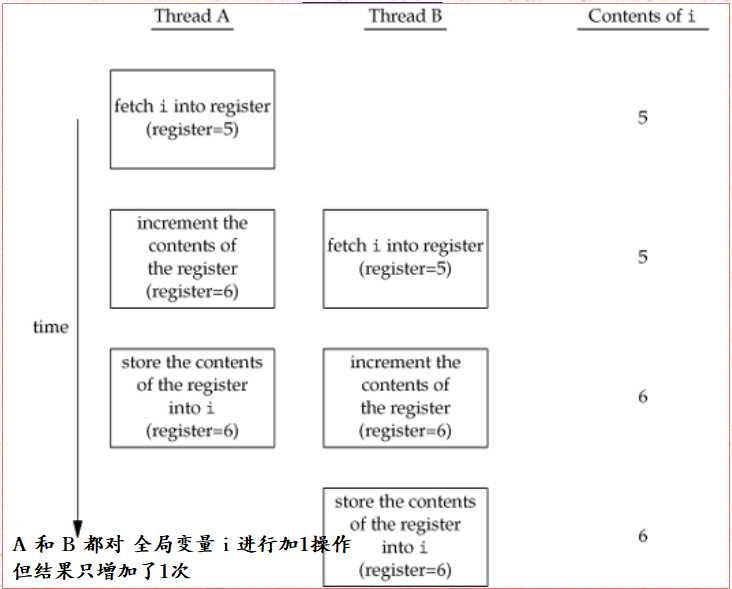 Thread A Thread B Contents of i
fetch i into register
(register=5)
5
increment the
contents of
the register
(register=6)
fetch i into register
(register=5)
5
time
store the contents
of the register
into i
(register=6)
increment the
contents of
the register
(register=6)
6
store the contents
of the register
into i
(register=6)
6
A 和 B 都对 全局变量 i 进行加1操作
但结果只增加了1次